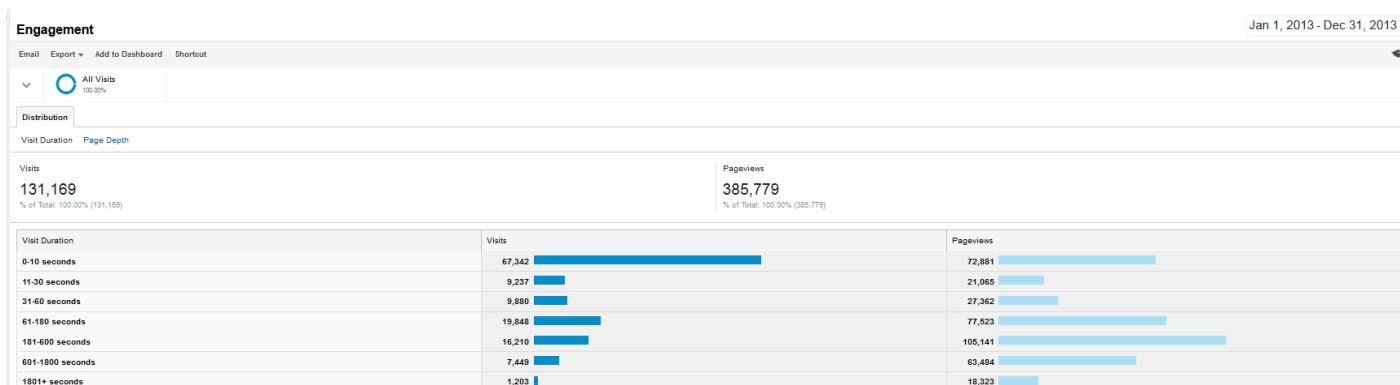 Engagement
Jan 1, 2013 - Dec 31, 2013
Email Export Add to Dashboard Shortcut
All Visits
100.00%
Distribution
Visit Duration Page Depth
Visits Pageviews
131,169 385,779
% of Total: 100.00% (131,169) % of Total: 100.00% (385,779)
Visit Duration Visits Pageviews
0-10 seconds 67,342 72,881
11-30 seconds 9,237 21,065
31-60 seconds 9,880 27,362
61-180 seconds 19,848 77,523
181-600 seconds 16,210 105,141
601-1800 seconds 7,449 63,484
1801+ seconds 1,203 18,323